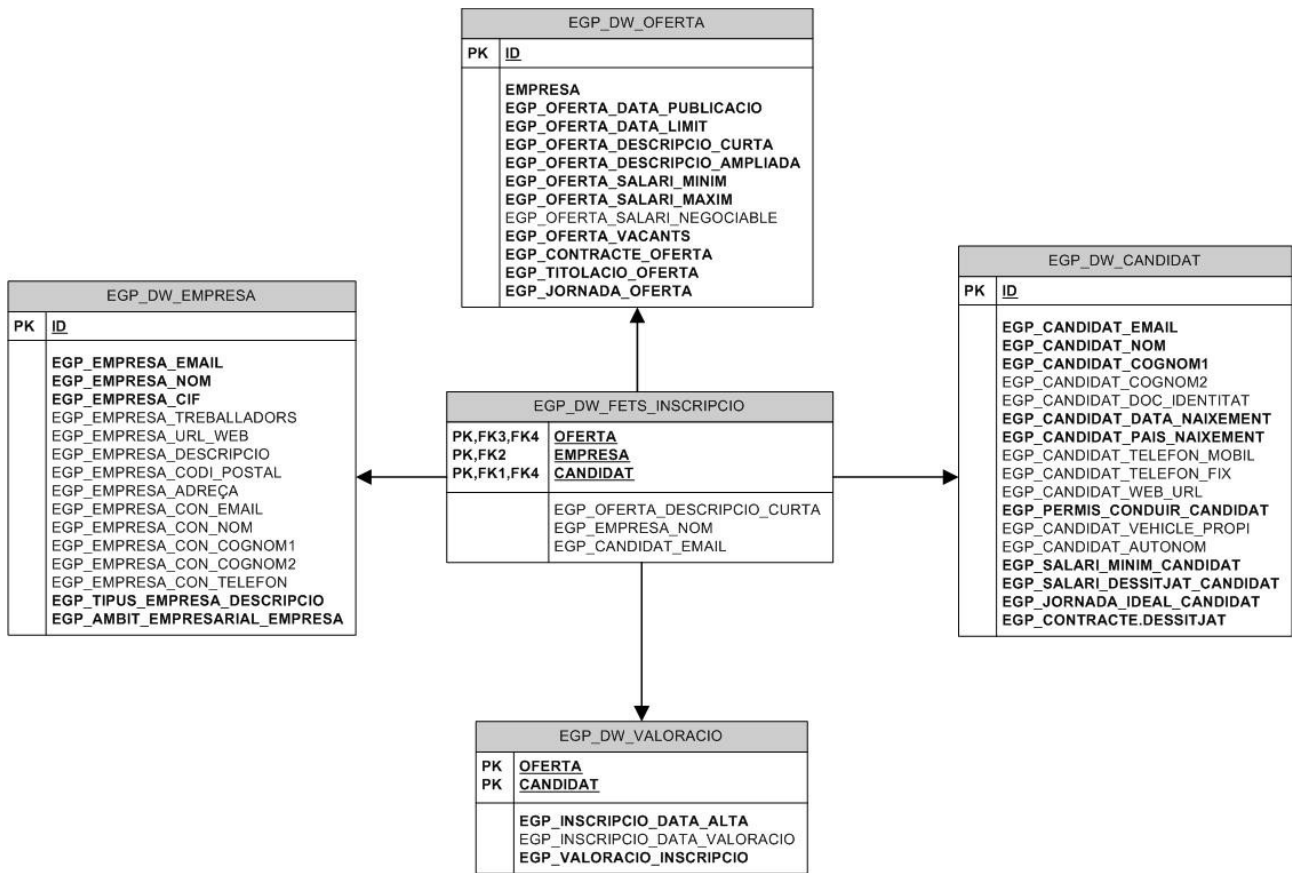 EGP_DW_OFERTA
PK ID
EMPRESA
EGP_OFERTA_DATA_PUBLICACIO
EGP_OFERTA_DATA_LIMIT
EGP_OFERTA_DESCRIPCIO_CURTA
EGP_OFERTA_DESCRIPCIO_AMPLIADA
EGP_OFERTA_SALARI_MINIM
EGP_OFERTA_SALARI_MAXIM
EGP_OFERTA_SALARI_NEGOCIABLE
EGP_OFERTA_VACANTS
EGP_CONTRACTE_OFERTA
EGP_TITOLACIO_OFERTA
EGP_JORNADA_OFERTA
EGP_DW_EMPRESA
PK ID
EGP_EMPRESA_EMAIL
EGP_EMPRESA_NOM
EGP_EMPRESA_CIF
EGP_EMPRESA_TREBALLADORS
EGP_EMPRESA_URL_WEB
EGP_EMPRESA_DESCRIPCIO
EGP_EMPRESA_CODI_POSTAL
EGP_EMPRESA_ADREÇA
EGP_EMPRESA_CON_EMAIL
EGP_EMPRESA_CON_NOM
EGP_EMPRESA_CON_COGNOM1
EGP_EMPRESA_CON_COGNOM2
EGP_EMPRESA_CON_TELEFON
EGP_TIPUS_EMPRESA_DESCRIPCIO
EGP_AMBIT_EMPRESARIAL_EMPRESA
EGP_DW_FETS_INSCRIPCIO
PK,FK3,FK4 OFERTA
PK,FK2 EMPRESA
PK,FK1,FK4 CANDIDAT
EGP_OFERTA_DESCRIPCIO_CURTA
EGP_EMPRESA_NOM
EGP_CANDIDAT_EMAIL
EGP_DW_CANDIDAT
PK ID
EGP_CANDIDAT_EMAIL
EGP_CANDIDAT_NOM
EGP_CANDIDAT_COGNOM1
EGP_CANDIDAT_COGNOM2
EGP_CANDIDAT_DOC_IDENTITAT
EGP_CANDIDAT_DATA_NAIXEMENT
EGP_CANDIDAT_PAIS_NAIXEMENT
EGP_CANDIDAT_TELEFON_MOBIL
EGP_CANDIDAT_TELEFON_FIX
EGP_CANDIDAT_WEB_URL
EGP_PERMIS_CONDUIR_CANDIDAT
EGP_CANDIDAT_VEHICLE_PROPI
EGP_CANDIDAT_AUTONOM
EGP_SALARI_MINIM_CANDIDAT
EGP_SALARI_DESSITJAT_CANDIDAT
EGP_JORNADA_IDEAL_CANDIDAT
EGP_CONTRACTE.DESSITJAT
EGP_DW_VALORACIO
PK OFERTA
PK CANDIDAT
EGP_INSCRIPCIO_DATA_ALTA
EGP_INSCRIPCIO_DATA_VALORACIO
EGP_VALORACIO_INSCRIPCIO